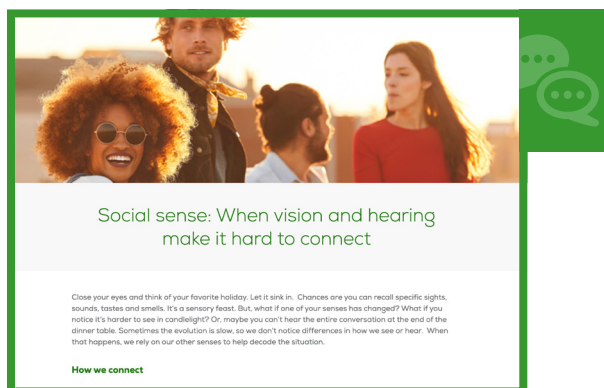 Social sense: When vision and hearing
make it hard to connect
Close your eyes and think of your favorite holiday. Let it sink in.  Chances are you can recall specific sights,
sounds, tastes and smells. It's a sensory feast. But, what if one of your senses has changed? What if you
notice it's harder to see in candlelight? Or, maybe you can't hear the entire conversation at the end of the
dinner table. Sometimes the evolution is slow, so we don't notice differences in how we see or hear.  When
that happens, we rely on our other senses to help decode the situation.
How we connect